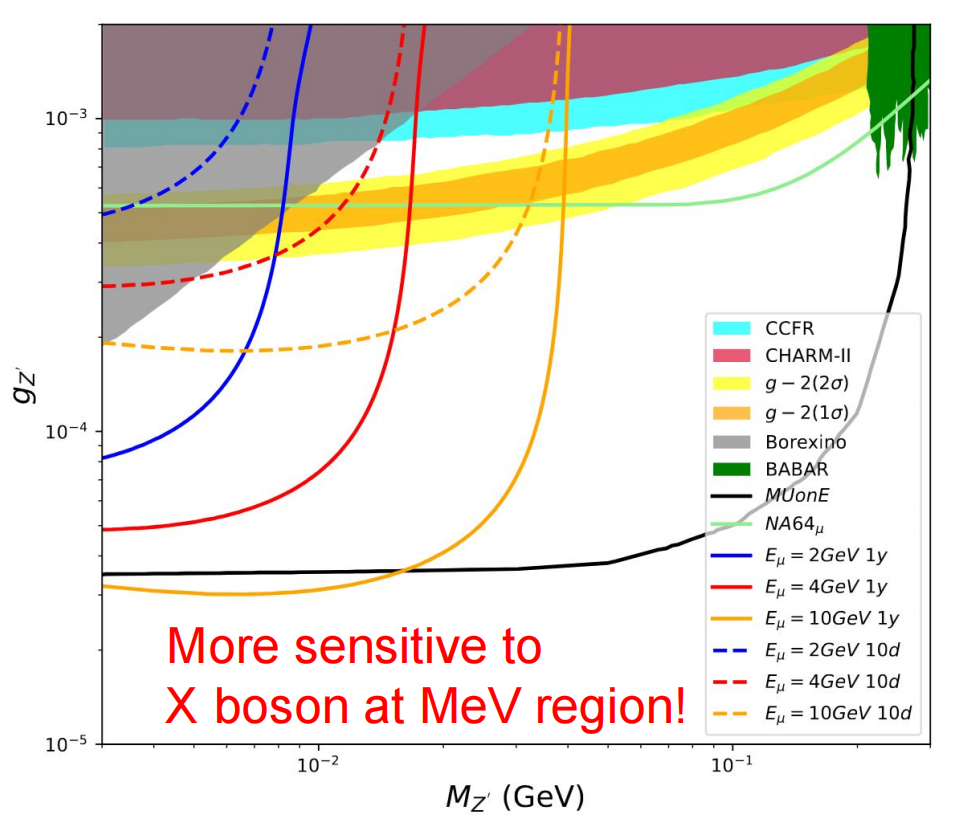 10⁻³
10⁻⁴
10⁻⁵
g_Z′
10⁻²
10⁻¹
M_Z′ (GeV)
CCFR
CHARM-II
g − 2(2σ)
g − 2(1σ)
Borexino
BABAR
MUonE
NA64_μ
E_μ = 2GeV 1y
E_μ = 4GeV 1y
E_μ = 10GeV 1y
E_μ = 2GeV 10d
E_μ = 4GeV 10d
E_μ = 10GeV 10d
More sensitive to
X boson at MeV region!